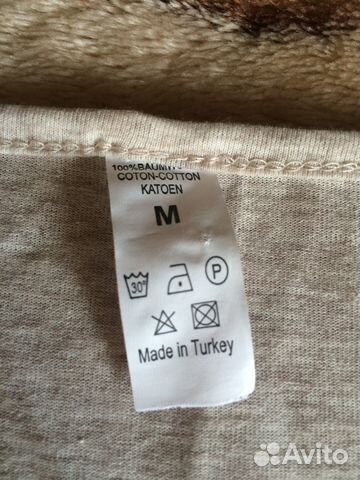 COTON-COTTON
KATOEN
M
30°
P
Made in Turkey
Avito